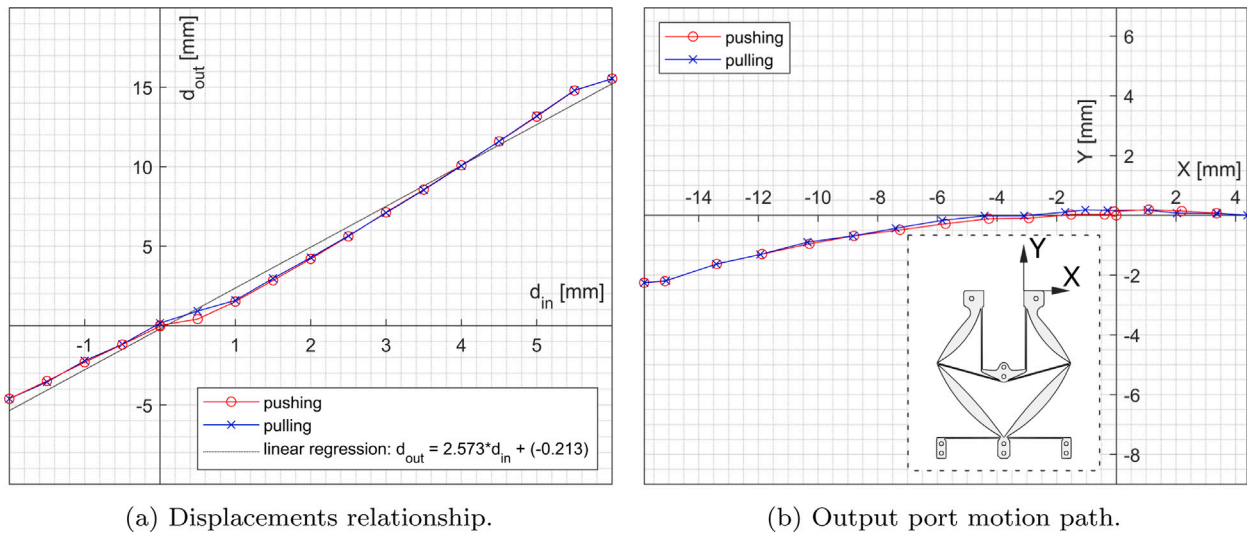 d_out [mm]
15
10
5
d_in [mm]
-1
1
2
3
4
5
-5
pushing
pulling
linear regression: d_out = 2.573*d_in + (-0.213)
(a) Displacements relationship.
pushing
pulling
6
4
2
Y [mm]
X [mm]
-14
-12
-10
-8
-6
-4
-2
2
4
-2
-4
-6
-8
Y
X
(b) Output port motion path.